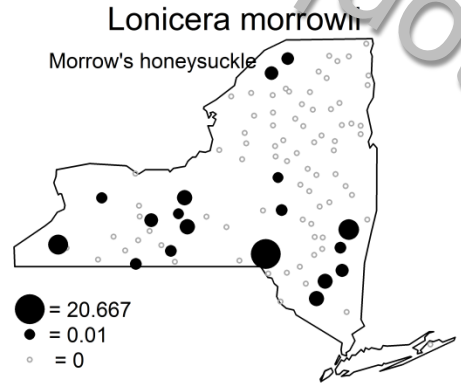 Lonicera morrowii
Morrow's honeysuckle
= 20.667
= 0.01
= 0